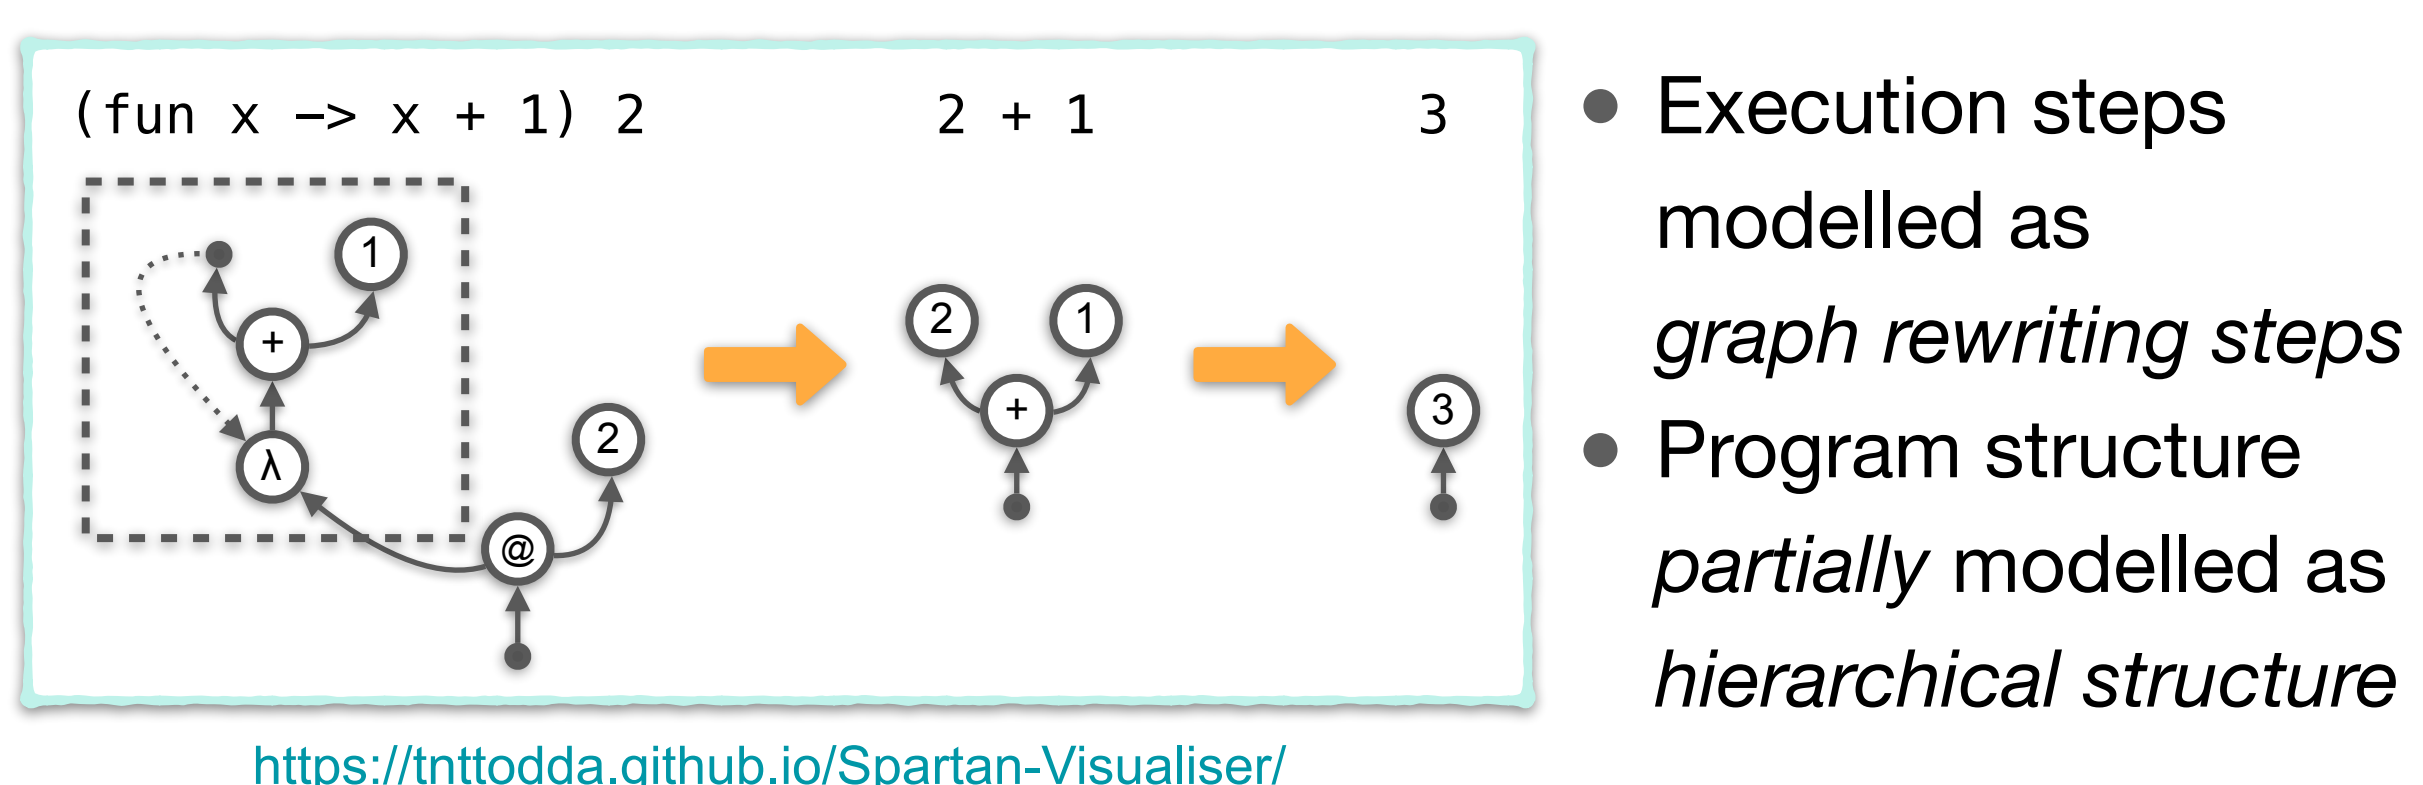 (fun x -> x + 1) 2
2 + 1
3
1
+
λ
2
@
2
1
+
3
https://tnttodda.github.io/Spartan-Visualiser/
• Execution steps
modelled as
graph rewriting steps
• Program structure
partially modelled as
hierarchical structure